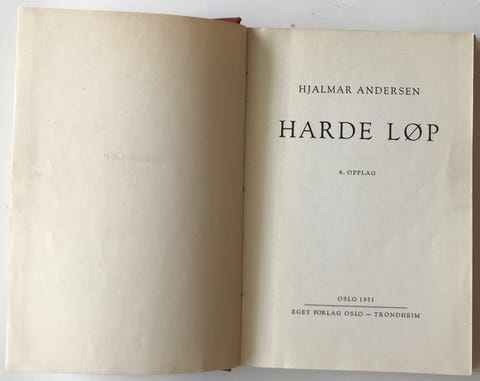 HJALMAR ANDERSEN
HARDE LØP
6. OPPLAG
OSLO 1951
EGET FORLAG OSLO — TRONDHEIM